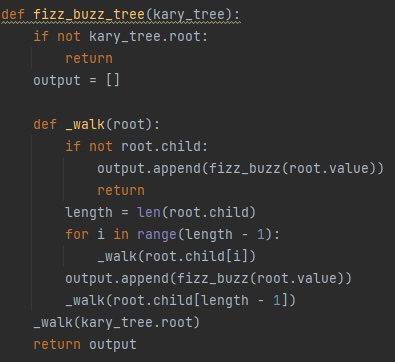 def fizz_buzz_tree(kary_tree):
    if not kary_tree.root:
        return
    output = []

    def _walk(root):
        if not root.child:
            output.append(fizz_buzz(root.value))
            return
        length = len(root.child)
        for i in range(length - 1):
            _walk(root.child[i])
        output.append(fizz_buzz(root.value))
        _walk(root.child[length - 1])
    _walk(kary_tree.root)
    return output